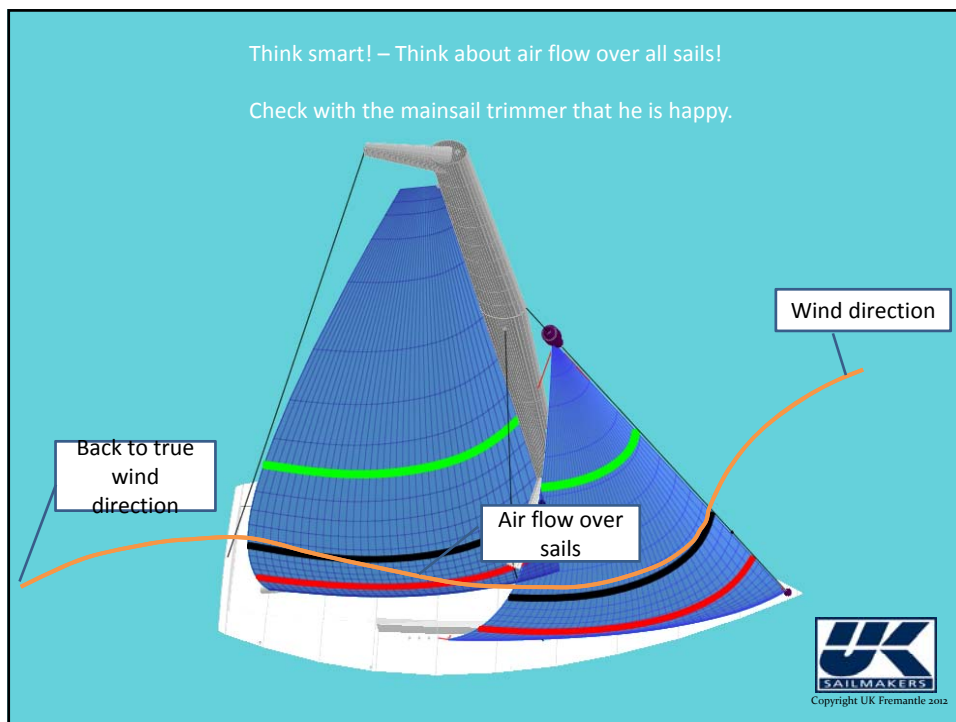 Think smart! – Think about air flow over all sails!
Check with the mainsail trimmer that he is happy.
Wind direction
Back to true
wind
direction
Air flow over
sails
UK
SAILMAKERS
Copyright UK Fremantle 2012